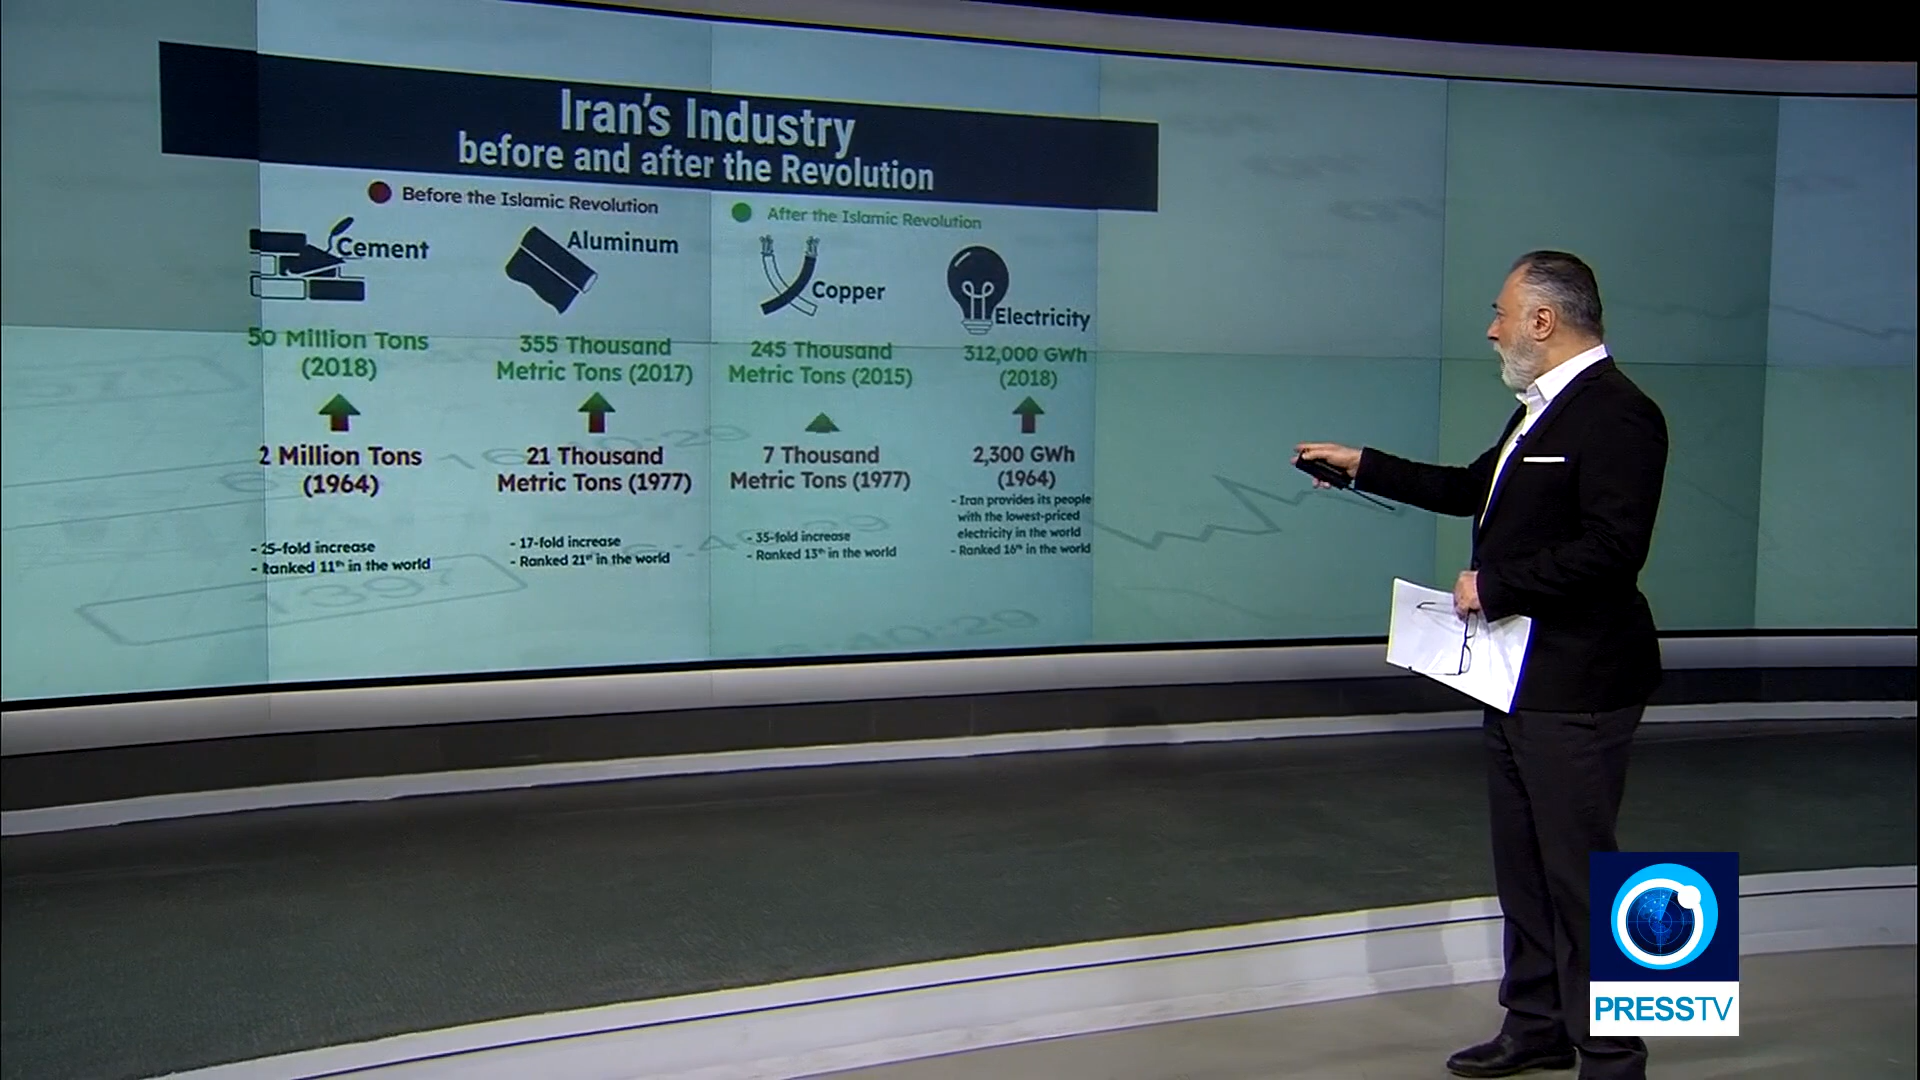 Iran's Industry
before and after the Revolution
Before the Islamic Revolution
After the Islamic Revolution
Cement
50 Million Tons
(2018)
2 Million Tons
(1964)
- 25-fold increase
- Ranked 11th in the world
Aluminum
355 Thousand
Metric Tons (2017)
21 Thousand
Metric Tons (1977)
- 17-fold increase
- Ranked 21st in the world
Copper
245 Thousand
Metric Tons (2015)
7 Thousand
Metric Tons (1977)
- 35-fold increase
- Ranked 13th in the world
Electricity
312,000 GWh
(2018)
2,300 GWh
(1964)
- Iran provides its people
with the lowest-priced
electricity in the world
- Ranked 16th in the world
PRESSTV